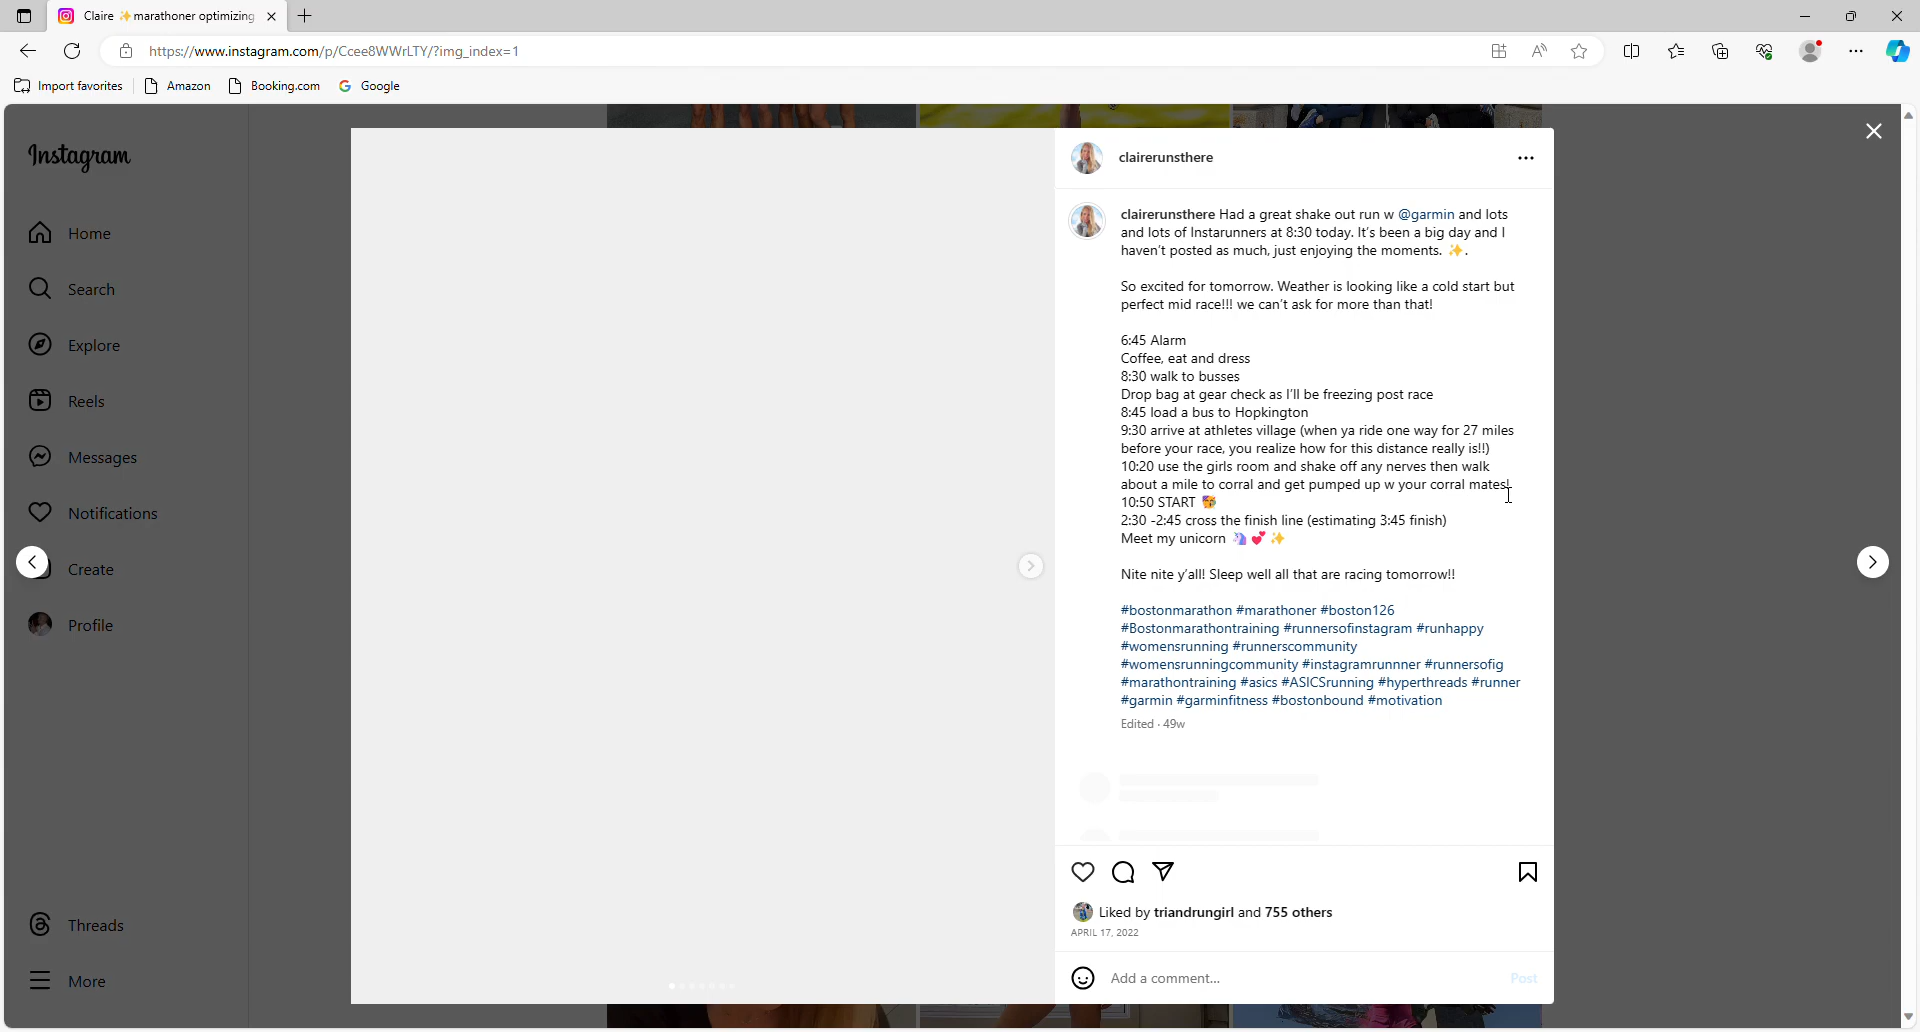 Claire ✨marathoner optimizing
https://www.instagram.com/p/Ccee8WWrLTY/?img_index=1
Import favorites
Amazon
Booking.com
Google
Instagram
Home
Search
Explore
Reels
Messages
Notifications
Create
Profile
Threads
More
clairerunsthere
clairerunsthere Had a great shake out run w @garmin and lots
and lots of Instarunners at 8:30 today. It's been a big day and I
haven't posted as much, just enjoying the moments. ✨.
So excited for tomorrow. Weather is looking like a cold start but
perfect mid race!!! we can't ask for more than that!
6:45 Alarm
Coffee, eat and dress
8:30 walk to busses
Drop bag at gear check as I'll be freezing post race
8:45 load a bus to Hopkington
9:30 arrive at athletes village (when ya ride one way for 27 miles
before your race, you realize how for this distance really is!!)
10:20 use the girls room and shake off any nerves then walk
about a mile to corral and get pumped up w your corral mates!
10:50 START 🥳
2:30 -2:45 cross the finish line (estimating 3:45 finish)
Meet my unicorn 🦄 💕 ✨
Nite nite y'all! Sleep well all that are racing tomorrow!!
#bostonmarathon #marathoner #boston126
#Bostonmarathontraining #runnersofinstagram #runhappy
#womensrunning #runnerscommunity
#womensrunningcommunity #instagramrunnner #runnersofig
#marathontraining #asics #ASICSrunning #hyperthreads #runner
#garmin #garminfitness #bostonbound #motivation
Edited · 49w
Liked by triandrungirl and 755 others
APRIL 17, 2022
Add a comment...
Post